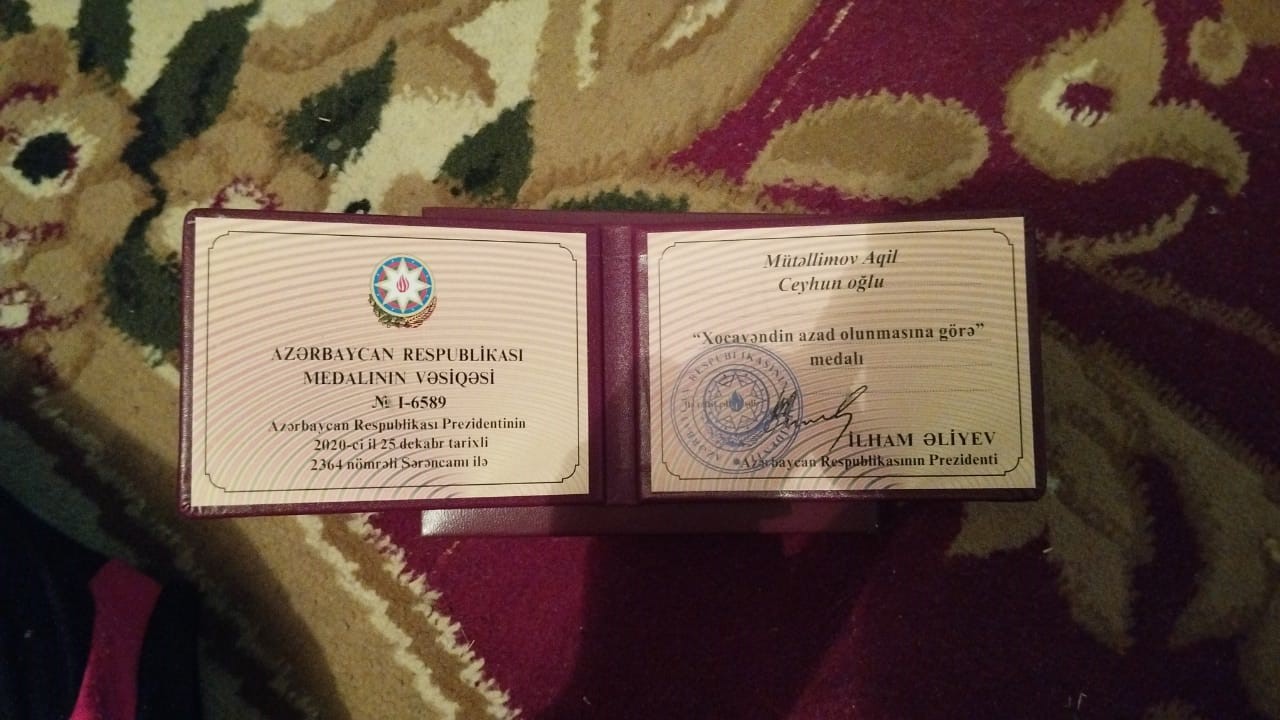 AZƏRBAYCAN RESPUBLİKASI
MEDALININ VƏSİQƏSİ
№ I-6589
Azərbaycan Respublikası Prezidentinin
2020-ci il 25 dekabr tarixli
2364 nömrəli Sərəncamı ilə
Mütəllimov Aqil
Ceyhun oğlu
“Xocavəndin azad olunmasına görə”
medalı
İLHAM ƏLİYEV
Azərbaycan Respublikasının Prezidenti